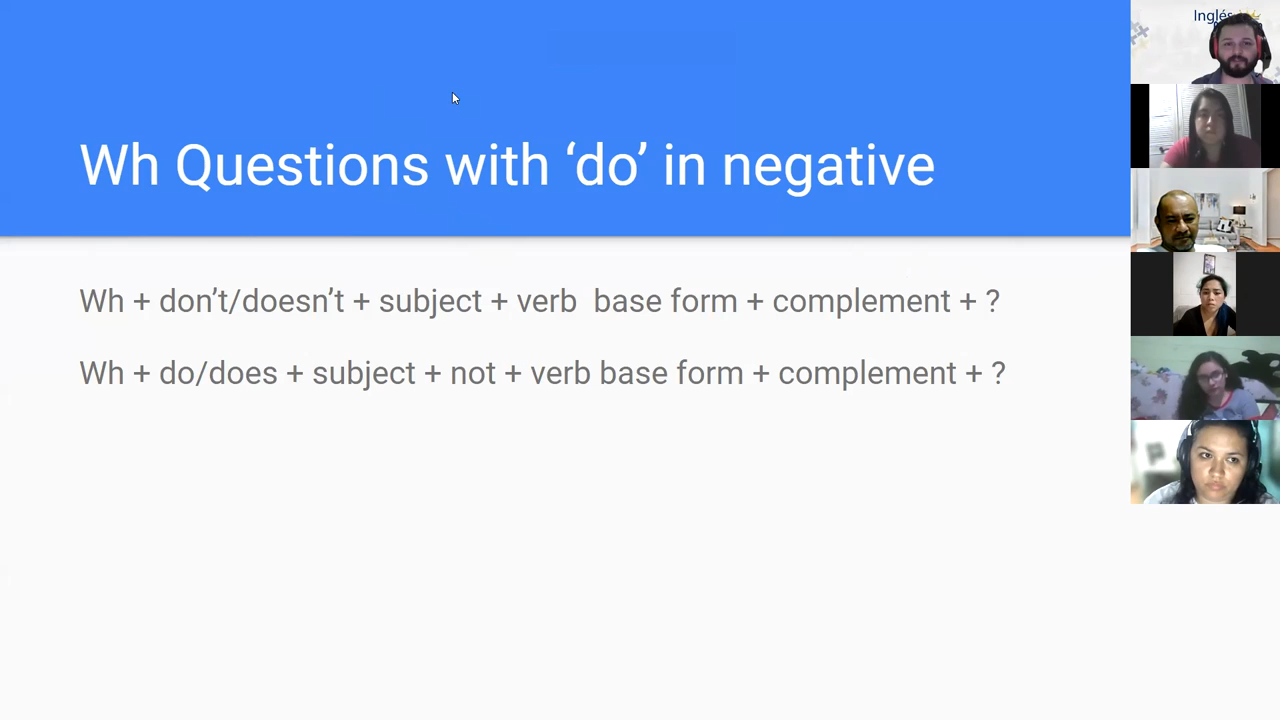 Wh Questions with ‘do’ in negative
Wh + don’t/doesn’t + subject + verb  base form + complement + ?
Wh + do/does + subject + not + verb base form + complement + ?
Inglés